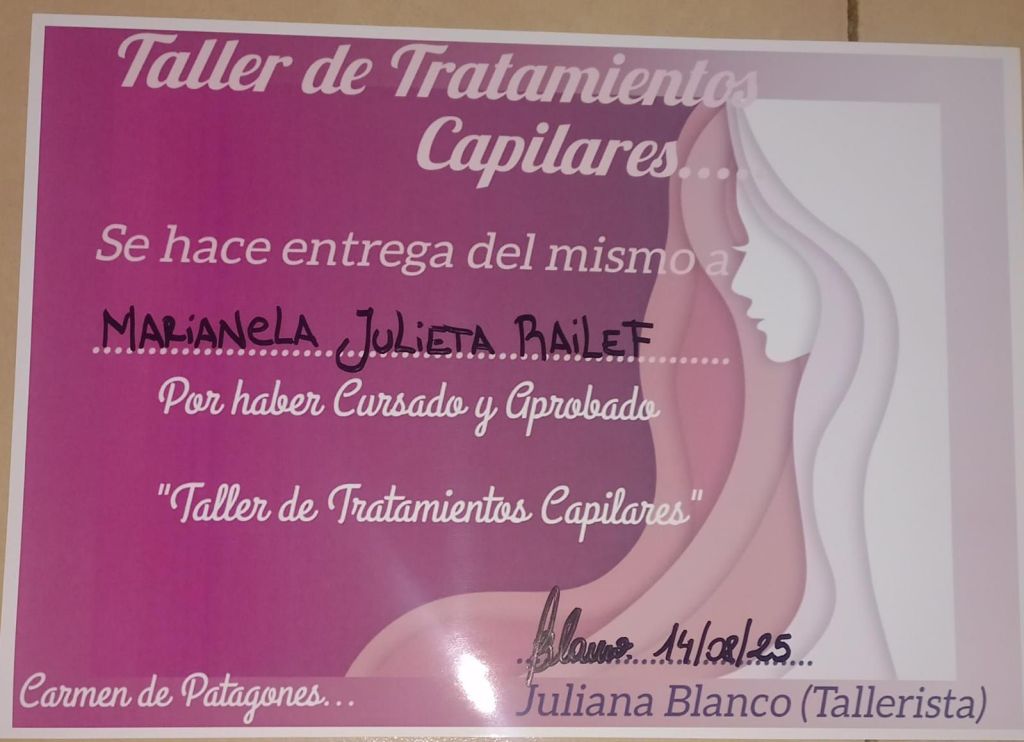 Taller de Tratamientos
Capilares....
Se hace entrega del mismo a
MARiANELA JULiETA RAiLEF
Por haber Cursado y Aprobado
"Taller de Tratamientos Capilares"
Blanco 14/08/25
Carmen de Patagones...
Juliana Blanco (Tallerista)